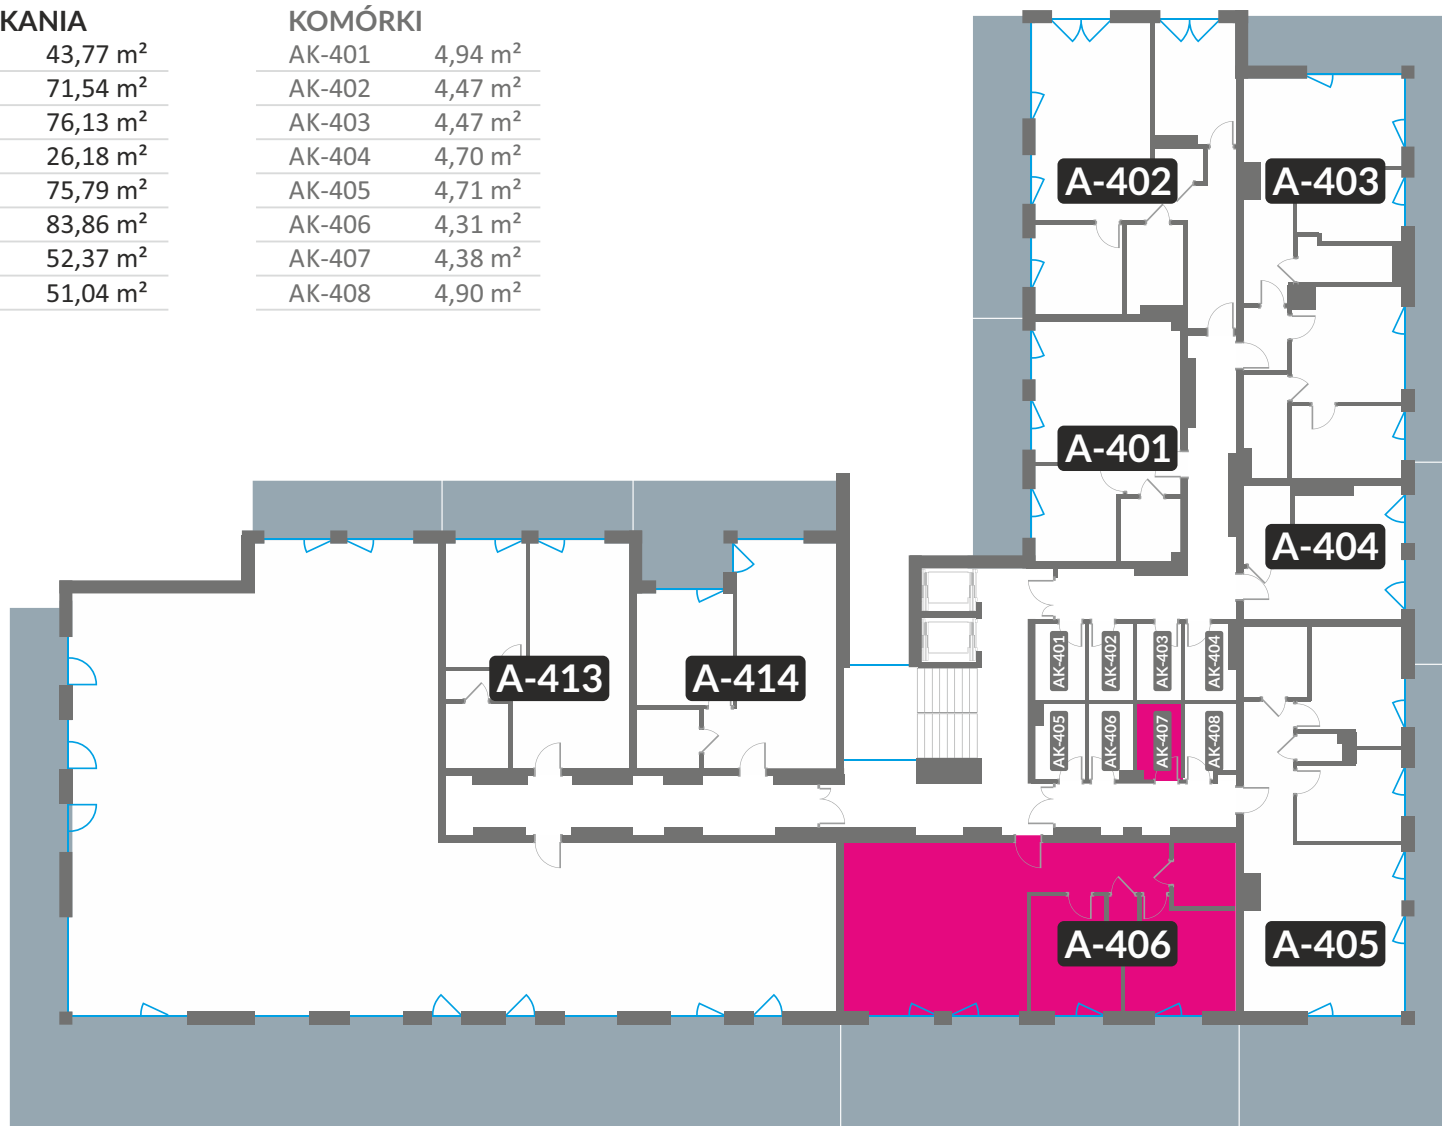 KANIA
43,77 m²
71,54 m²
76,13 m²
26,18 m²
75,79 m²
83,86 m²
52,37 m²
51,04 m²
KOMÓRKI
AK-401 4,94 m²
AK-402 4,47 m²
AK-403 4,47 m²
AK-404 4,70 m²
AK-405 4,71 m²
AK-406 4,31 m²
AK-407 4,38 m²
AK-408 4,90 m²
A-402
A-403
A-401
A-404
A-413
A-414
AK-401
AK-402
AK-403
AK-404
AK-405
AK-406
AK-407
AK-408
A-406
A-405